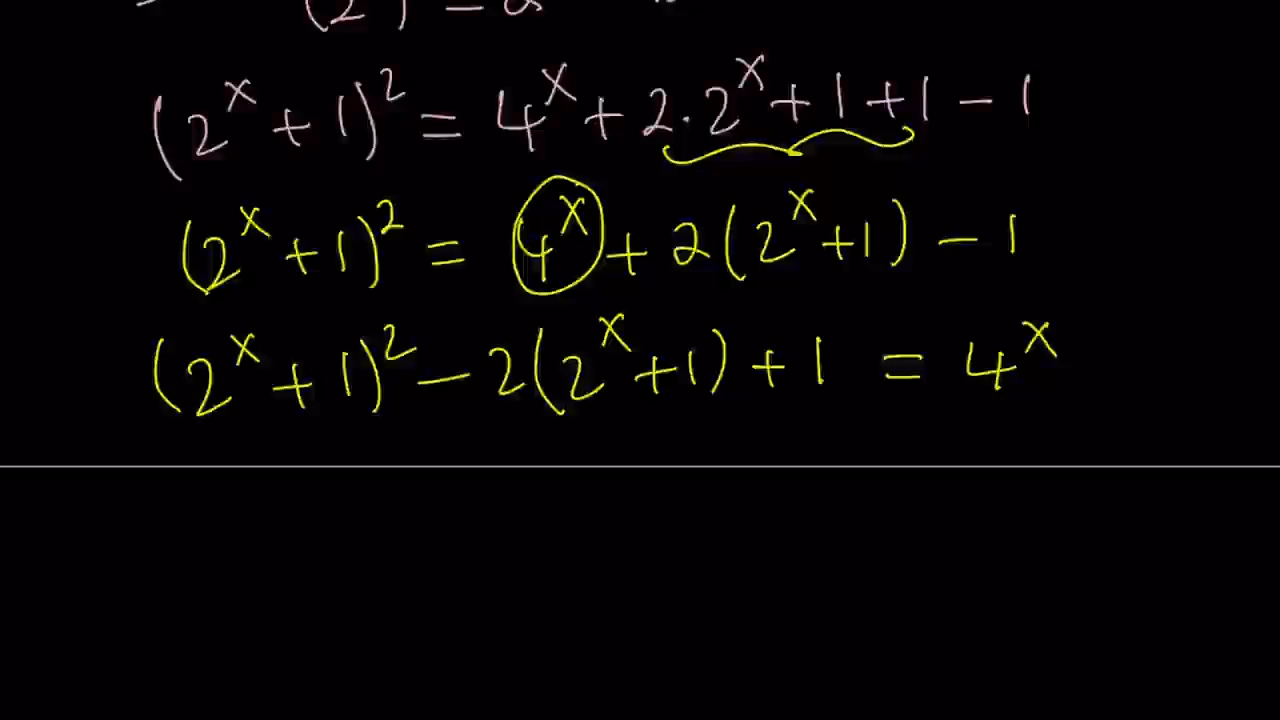 (2^x + 1)^2 = 4^x + 2·2^x + 1 + 1 - 1
(2^x + 1)^2 = 4^x + 2(2^x + 1) - 1
(2^x + 1)^2 - 2(2^x + 1) + 1 = 4^x